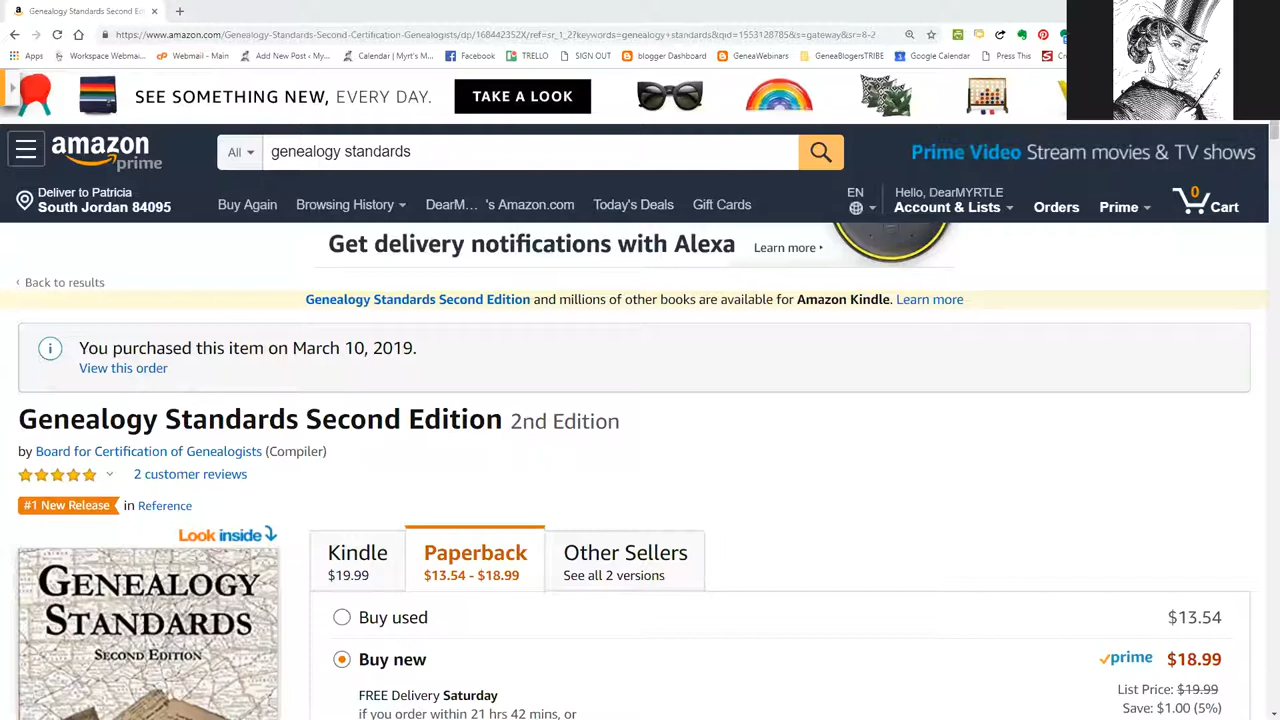 Genealogy Standards Second Ed
https://www.amazon.com/Genealogy-Standards-Second-Certification-Genealogists/dp/168442352X/ref=sr_1_2?keywords=genealogy+standards&qid=1553128785&s=gateway&sr=8-2
Apps
Workspace Webmai...
Webmail - Main
Add New Post ‹ My...
Calendar | Myrt's M...
Facebook
TRELLO
SIGN OUT
blogger Dashboard
GeneaWebinars
GeneaBlogersTRIBE
Google Calendar
Press This
SEE SOMETHING NEW, EVERY DAY.
TAKE A LOOK
amazon prime
All
genealogy standards
Prime Video Stream movies & TV shows
Deliver to Patricia
South Jordan 84095
Buy Again
Browsing History
DearM... 's Amazon.com
Today's Deals
Gift Cards
EN
Hello, DearMYRTLE
Account & Lists
Orders
Prime
0
Cart
Get delivery notifications with Alexa
Learn more ▸
‹ Back to results
Genealogy Standards Second Edition and millions of other books are available for Amazon Kindle. Learn more
i
You purchased this item on March 10, 2019.
View this order
Genealogy Standards Second Edition 2nd Edition
by Board for Certification of Genealogists (Compiler)
2 customer reviews
#1 New Release in Reference
Look inside
GENEALOGY
STANDARDS
SECOND EDITION
Kindle
$19.99
Paperback
$13.54 - $18.99
Other Sellers
See all 2 versions
Buy used
$13.54
Buy new
prime $18.99
FREE Delivery Saturday
List Price: $19.99
if you order within 21 hrs 42 mins, or
Save: $1.00 (5%)